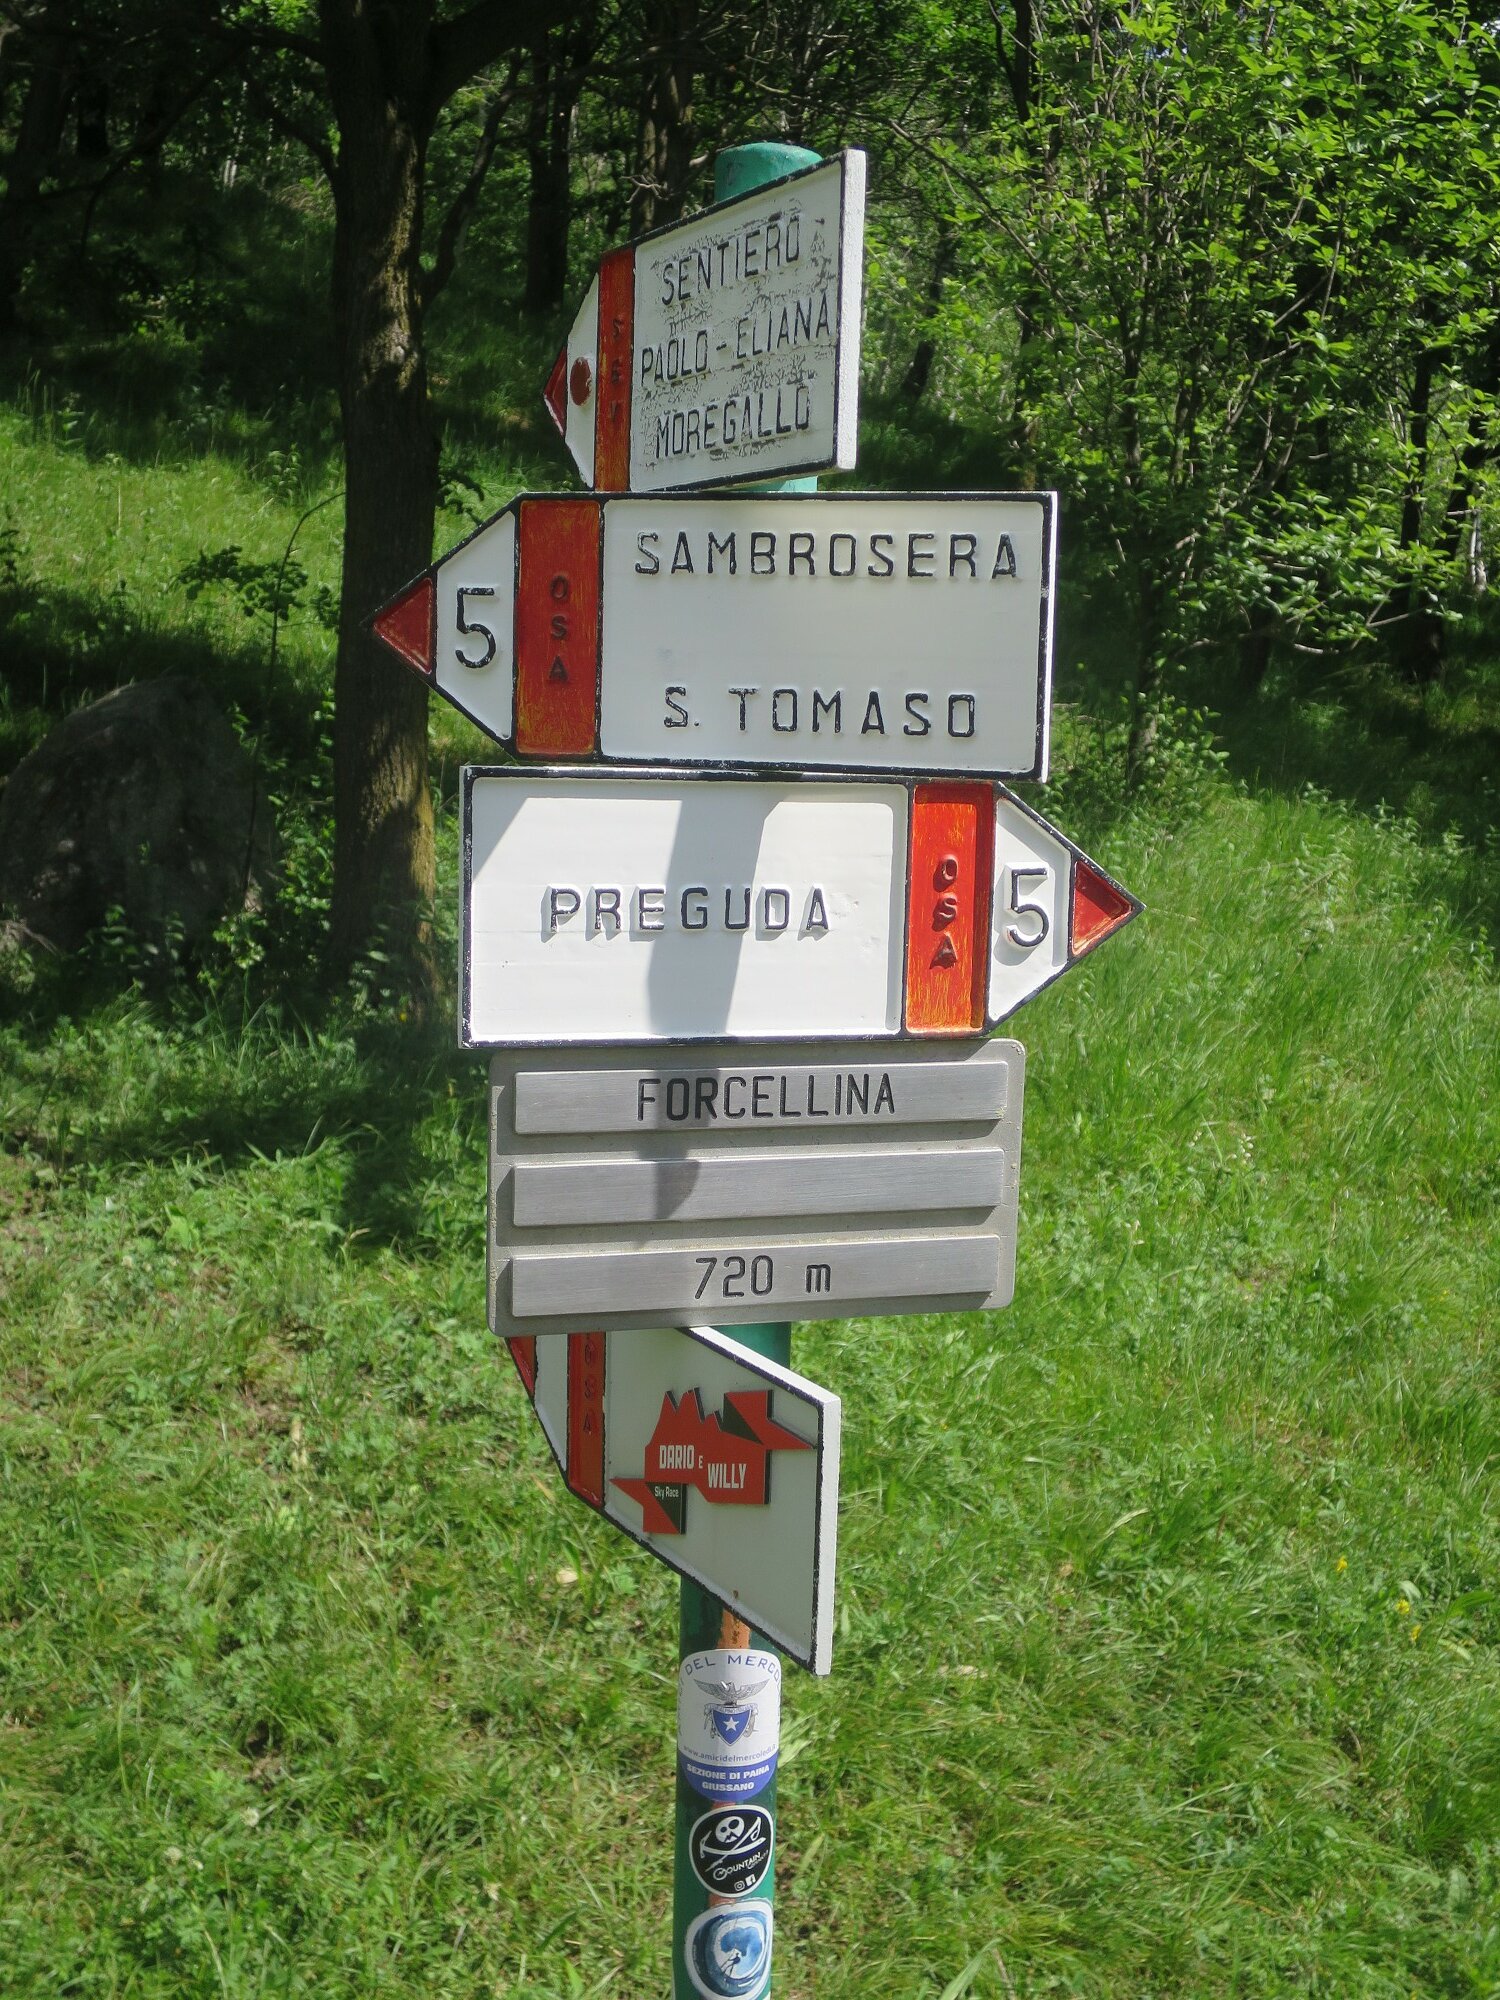 SENTIERO
PAOLO - ELIANA
MOREGALLO
SAMBROSERA
5
OSA
S. TOMASO
PREGUDA
OSA
5
FORCELLINA
720 m
OSA
DARIO E
WILLY
Sky Race
DEL MERCO
www.amicidelmercoledi
SEZIONE DI PAINA
GIUSSANO
MOUNTAIN